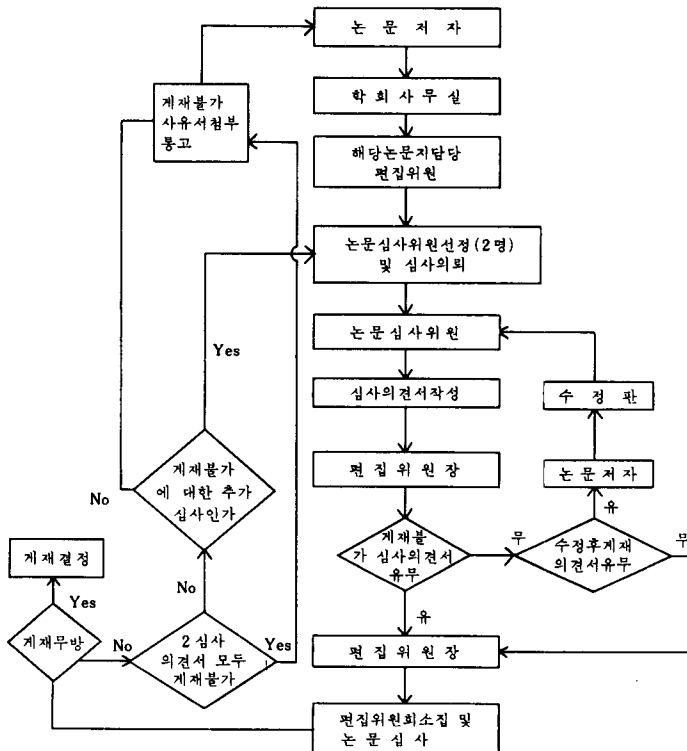 논 문 저 자
학 회 사 무 실
게재불가
사유서첨부
통고
해당논문지담당
편집위원
논문심사위원선정(2명)
및 심사의뢰
논문심사위원
Yes
심사의견서작성
수 정 판
게재불가
에 대한 추가
심사인가
No
편 집 위 원 장
논문저자
유
게재불
가 심사의견서
유무
무
수정후게재
의견서유무
무
게재결정
Yes
No
유
게재무방
No
2심사
의견서 모두
게재불가
Yes
편 집 위 원 장
편집위원회소집 및
논 문 심 사